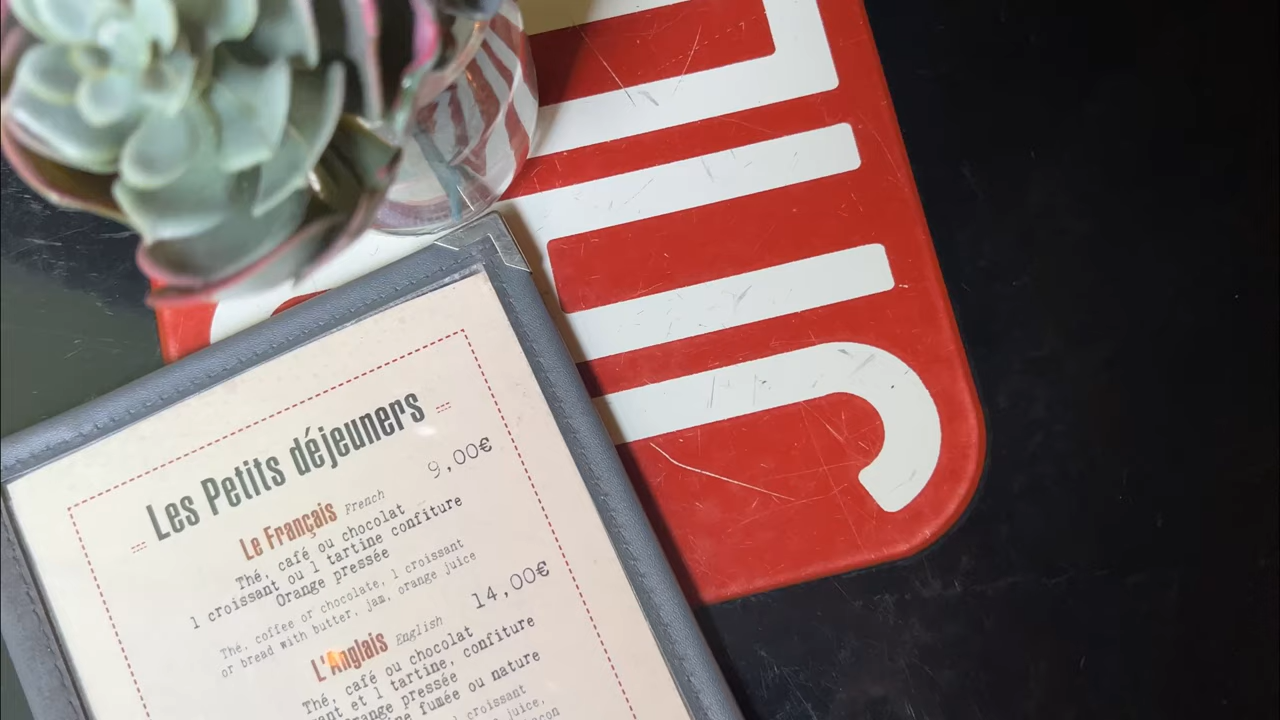 Les Petits déjeuners
9,00€
Le Français French
Thé, café ou chocolat
1 croissant ou 1 tartine confiture
Orange pressée
Thé, coffee or chocolate, 1 croissant
or bread with butter, jam, orange juice
14,00€
L'Anglais English
Thé, café ou chocolat
et 1 tartine, confiture
Orange pressée
fumée ou nature
croissant
juice,